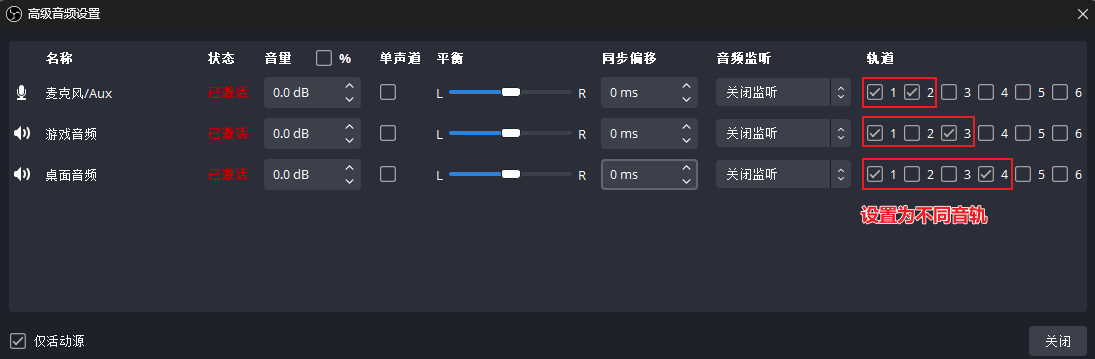 高级音频设置
名称 状态 音量 % 单声道 平衡 同步偏移 音频监听 轨道
麦克风/Aux 已激活 0.0 dB L R 0 ms 关闭监听 1 2 3 4 5 6
游戏音频 已激活 0.0 dB L R 0 ms 关闭监听 1 2 3 4 5 6
桌面音频 已激活 0.0 dB L R 0 ms 关闭监听 1 2 3 4 5 6
设置为不同音轨
仅活动源 关闭